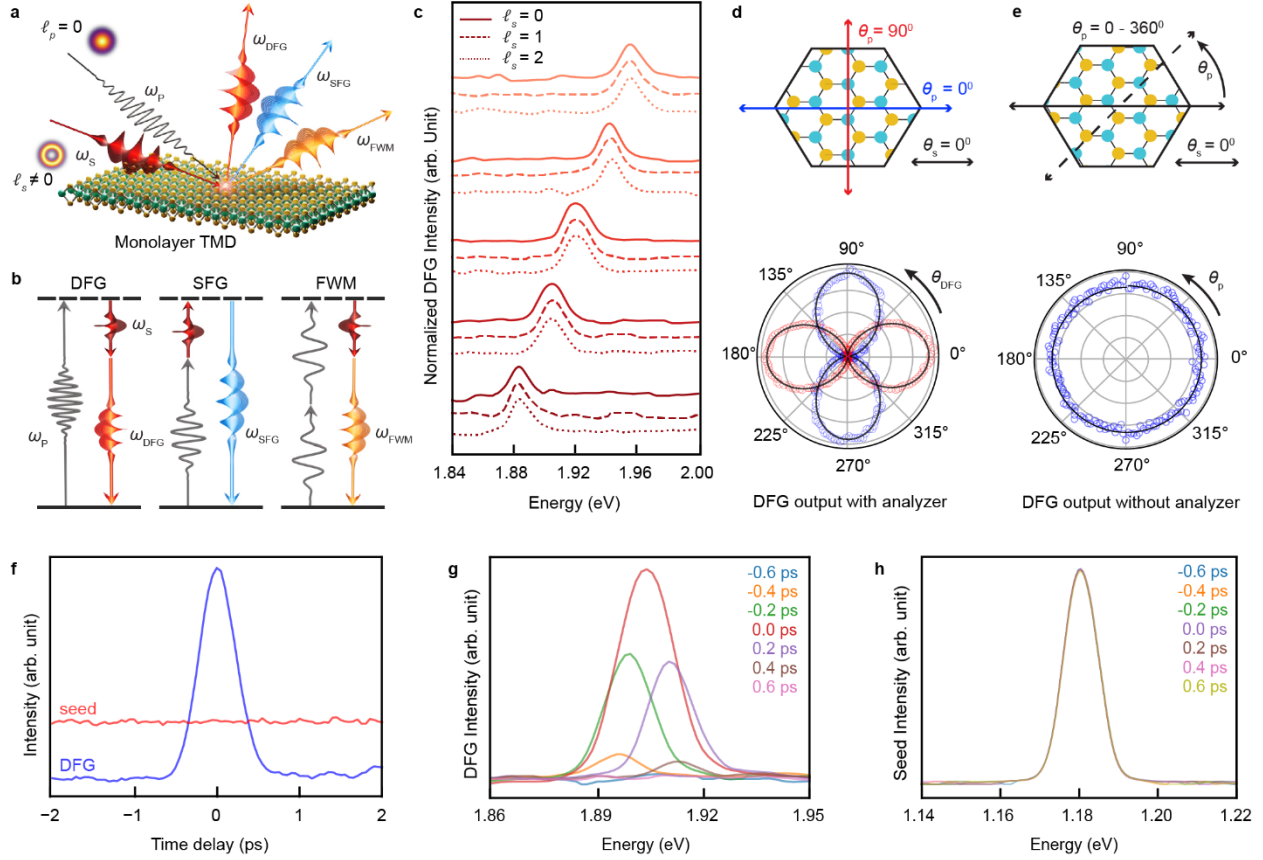 a
ℓp = 0
ωP
ωS
ℓs ≠ 0
ωDFG
ωSFG
ωFWM
Monolayer TMD
b
DFG
SFG
FWM
ωS
ωP
ωDFG
ωSFG
ωFWM
c
ℓs = 0
ℓs = 1
ℓs = 2
Normalized DFG Intensity (arb. Unit)
1.84
1.88
1.92
1.96
2.00
Energy (eV)
d
θp = 90⁰
θp = 0⁰
θs = 0⁰
90°
135°
θDFG
180°
0°
225°
315°
270°
DFG output with analyzer
e
θp = 0 - 360⁰
θp
θs = 0⁰
90°
135°
θp
180°
0°
225°
315°
270°
DFG output without analyzer
f
Intensity (arb. unit)
seed
DFG
−2
−1
0
1
2
Time delay (ps)
g
DFG Intensity (arb. unit)
-0.6 ps
-0.4 ps
-0.2 ps
0.0 ps
0.2 ps
0.4 ps
0.6 ps
1.86
1.89
1.92
1.95
Energy (eV)
h
Seed Intensity (arb. unit)
-0.6 ps
-0.4 ps
-0.2 ps
0.0 ps
0.2 ps
0.4 ps
0.6 ps
1.14
1.16
1.18
1.20
1.22
Energy (eV)